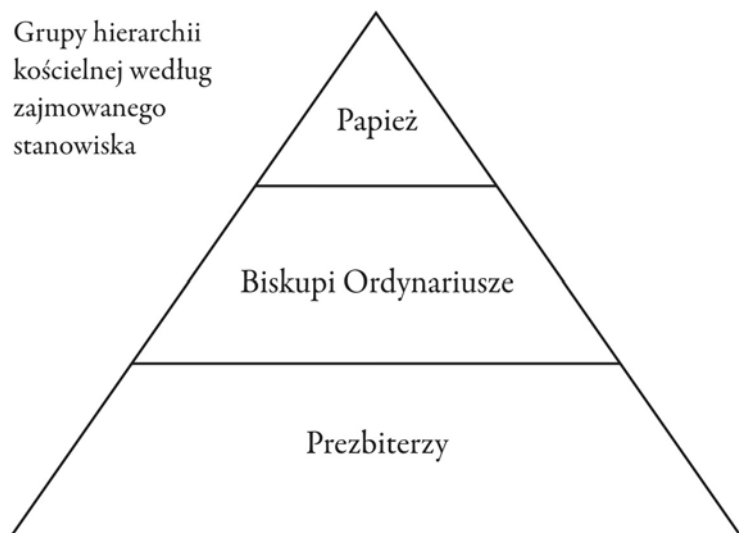 Grupy hierarchii
kościelnej według
zajmowanego
stanowiska
Papież
Biskupi Ordynariusze
Prezbiterzy